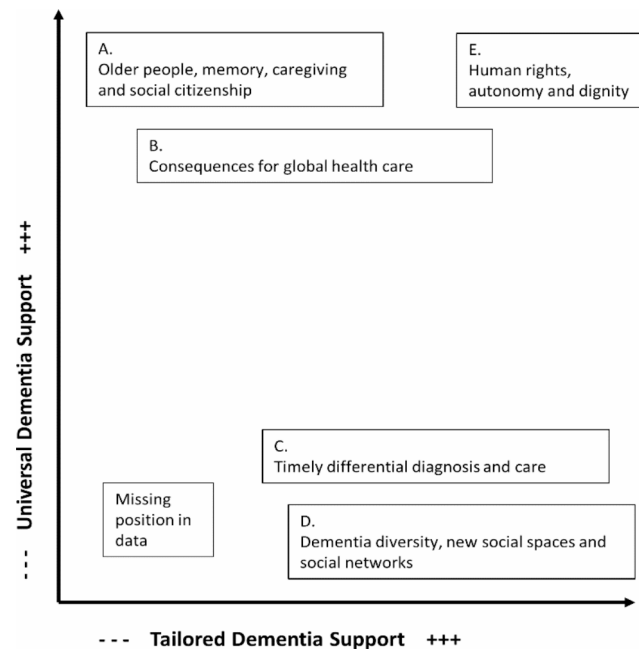 A.
Older people, memory, caregiving
and social citizenship
E.
Human rights,
autonomy and dignity
B.
Consequences for global health care
C.
Timely differential diagnosis and care
Missing
position in
data
D.
Dementia diversity, new social spaces and
social networks
- - - Universal Dementia Support +++
- - - Tailored Dementia Support +++